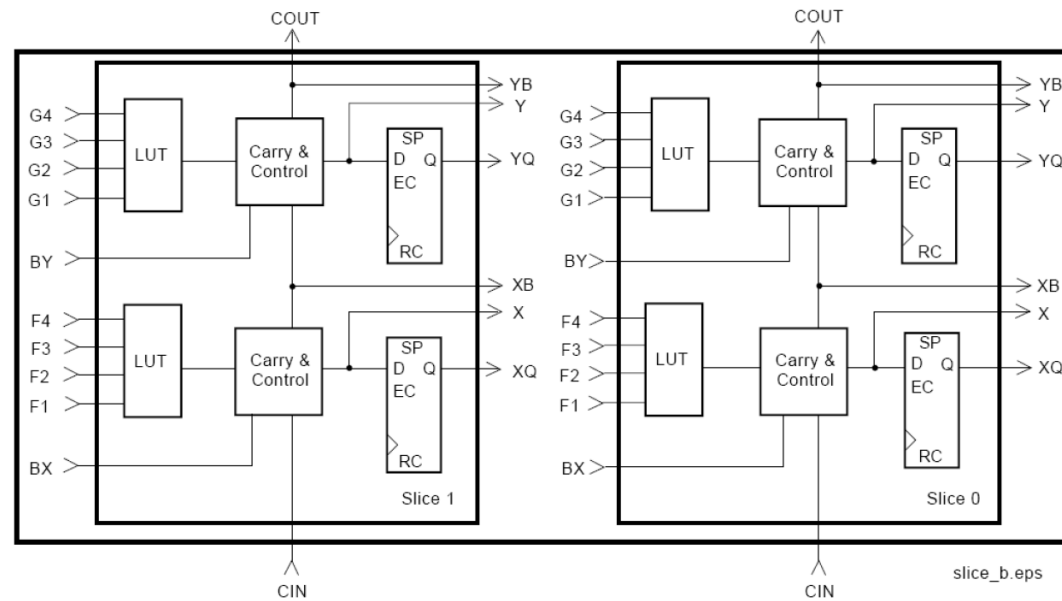 COUT COUT
YB YB
Y Y
G4 G4
SP SP
G3 LUT Carry & D Q YQ G3 LUT Carry & D Q YQ
G2 Control EC G2 Control EC
G1 G1
RC RC
BY BY
XB XB
X X
F4 F4
SP SP
F3 LUT Carry & D Q XQ F3 LUT Carry & D Q XQ
F2 Control EC F2 Control EC
F1 F1
RC RC
BX BX
Slice 1 Slice 0
slice_b.eps
CIN CIN